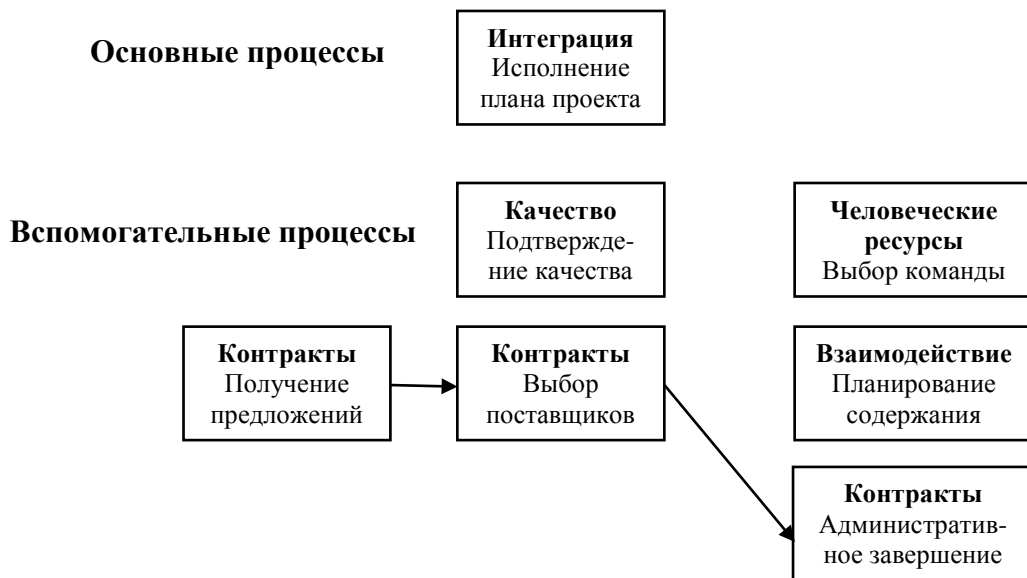 Основные процессы
Интеграция
Исполнение
плана проекта
Вспомогательные процессы
Качество
Подтвержде-
ние качества
Человеческие
ресурсы
Выбор команды
Контракты
Получение
предложений
Контракты
Выбор
поставщиков
Взаимодействие
Планирование
содержания
Контракты
Административ-
ное завершение